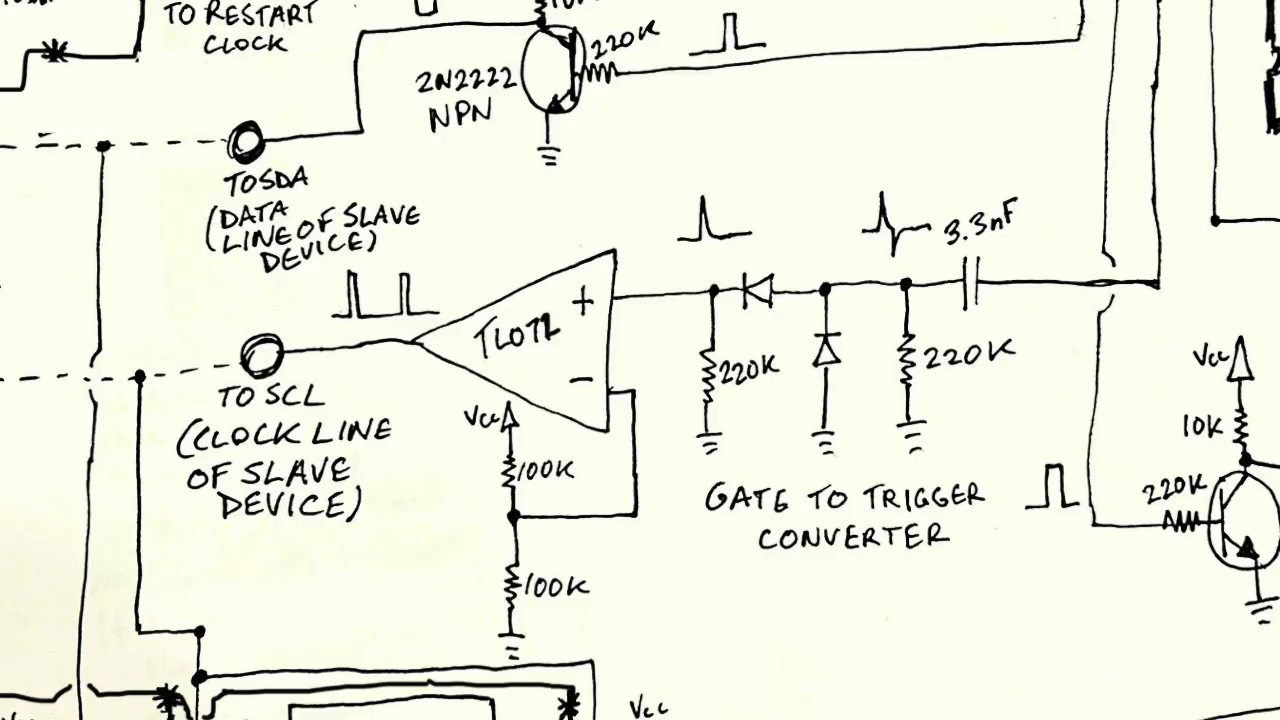 TO RESTART
CLOCK
220K
2N2222
NPN
TO SDA
(DATA
LINE OF SLAVE
DEVICE)
3.3nF
+
TL072
-
220K
220K
TO SCL
(CLOCK LINE
OF SLAVE
DEVICE)
Vcc
100K
100K
GATE TO TRIGGER
CONVERTER
Vcc
10K
220K
Vcc